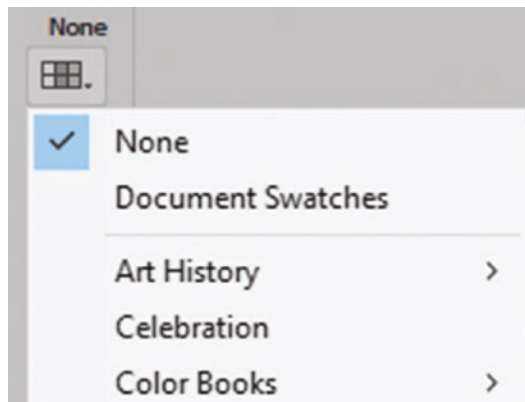 None
None
Document Swatches
Art History
Celebration
Color Books